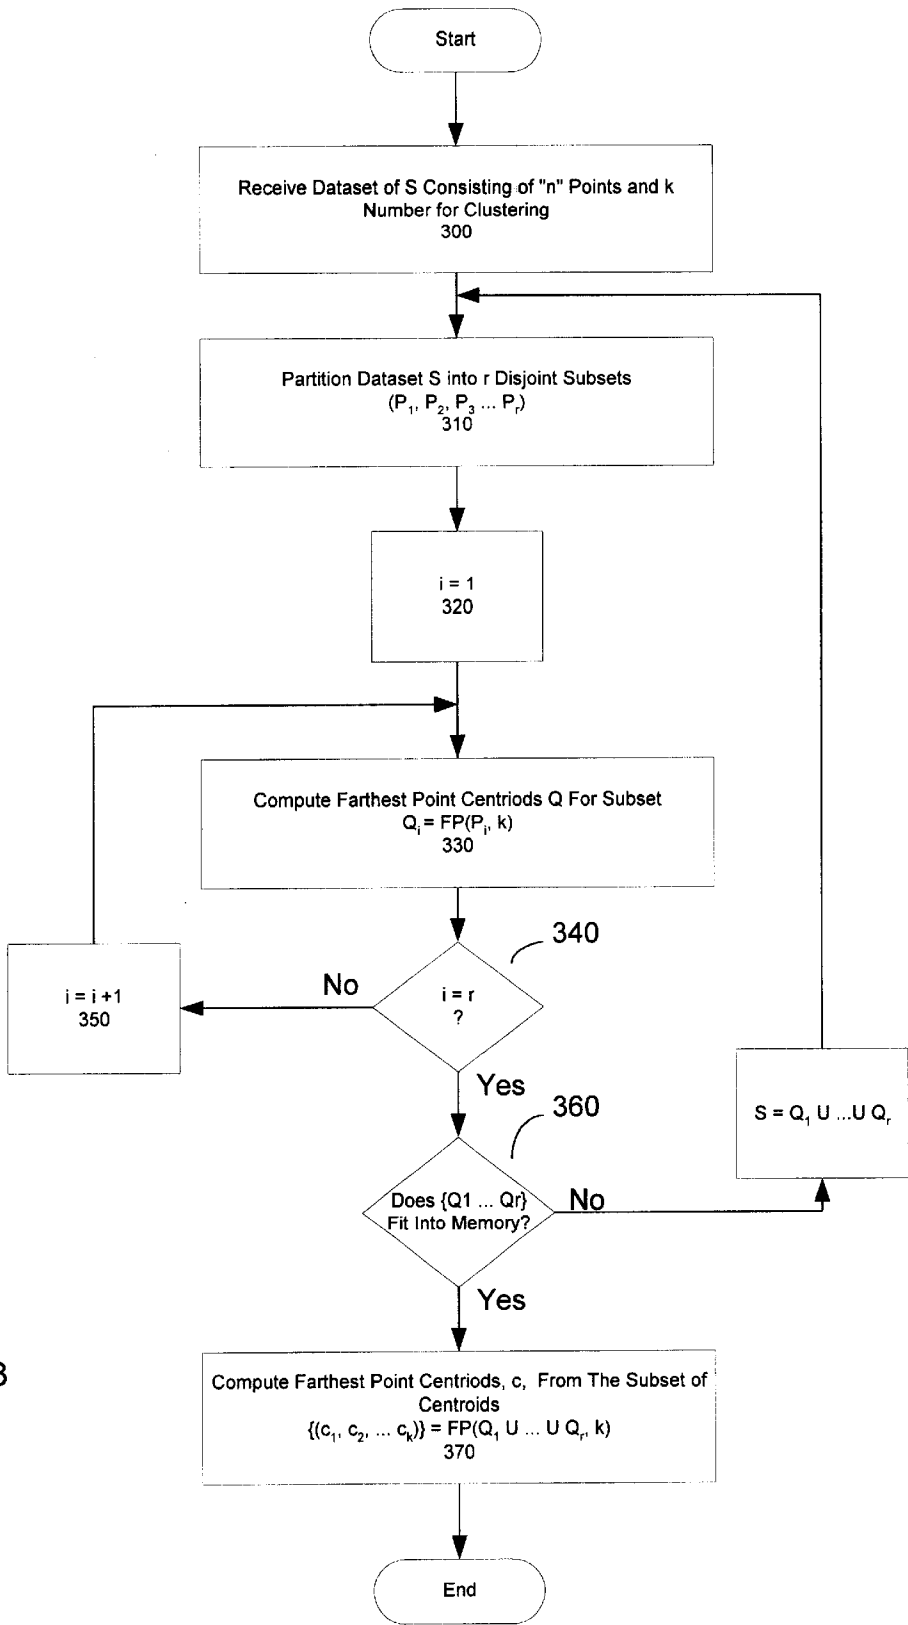 Start
Receive Dataset of S Consisting of "n" Points and k
Number for Clustering
300
Partition Dataset S into r Disjoint Subsets
(P₁, P₂, P₃ ... Pᵣ)
310
i = 1
320
Compute Farthest Point Centriods Q For Subset
Qᵢ = FP(Pᵢ, k)
330
340
i = r
?
No
i = i +1
350
Yes
360
S = Q₁ U ...U Qᵣ
Does {Q1 ... Qr}
Fit Into Memory?
No
Yes
Compute Farthest Point Centriods, c, From The Subset of
Centroids
{(c₁, c₂, ... cₖ)} = FP(Q₁ U ... U Qᵣ, k)
370
End